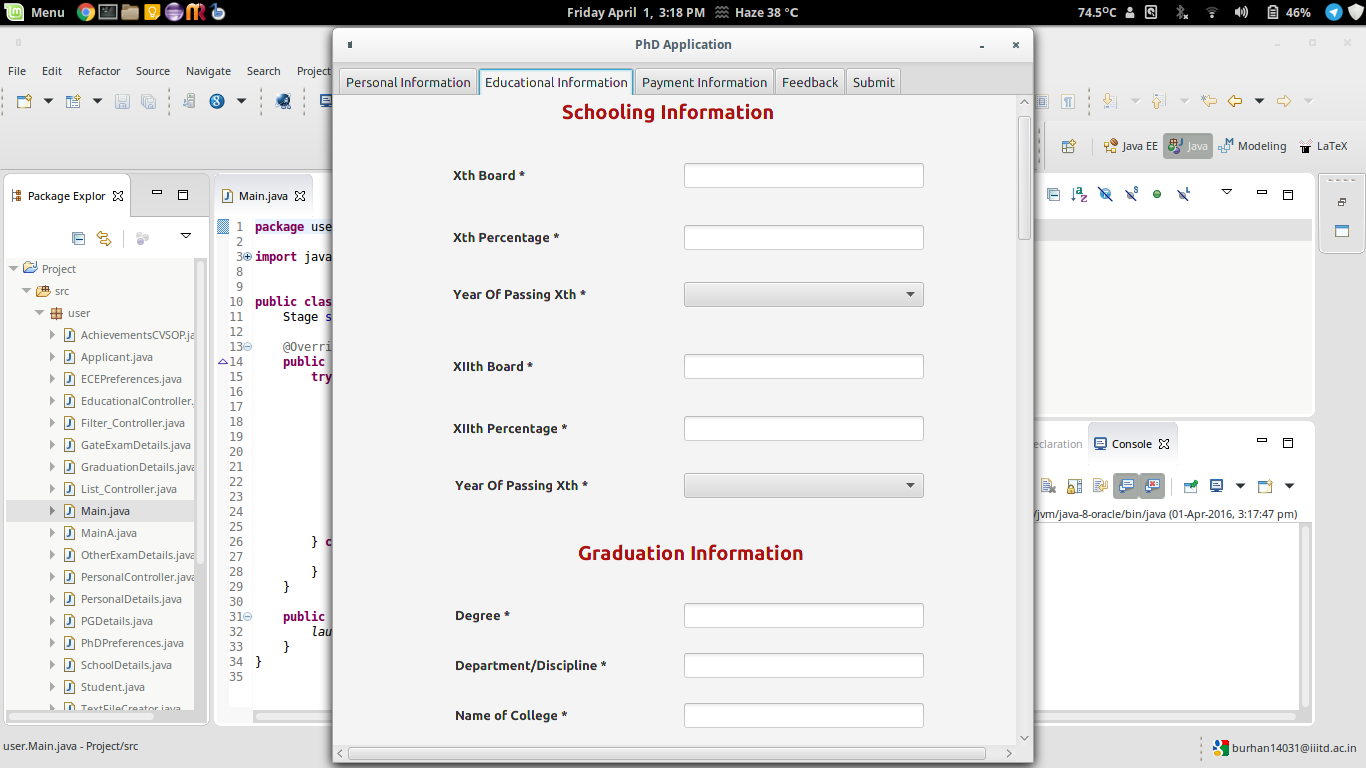 Menu Friday April 1, 3:18 PM Haze 38 °C 74.5ºC 46%
PhD Application
File Edit Refactor Source Navigate Search Project
Personal Information Educational Information Payment Information Feedback Submit
Schooling Information
Xth Board *
Xth Percentage *
Year Of Passing Xth *
XIIth Board *
XIIth Percentage *
Year Of Passing Xth *
Graduation Information
Degree *
Department/Discipline *
Name of College *
Java EE Java Modeling LaTeX
Package Explor
Project
src
user
AchievementsCVSOP.ja
Applicant.java
ECEPreferences.java
EducationalController.
Filter_Controller.java
GateExamDetails.java
GraduationDetails.java
List_Controller.java
Main.java
MainA.java
OtherExamDetails.java
PersonalController.java
PersonalDetails.java
PGDetails.java
PhDPreferences.java
SchoolDetails.java
Student.java
TextFileCreator.java
Main.java
1 package use
2
3 import java
8
9
10 public clas
11 Stage s
12
13 @Overri
14 public
15 try
16
17
18
19
20
21
22
23
24
25
26 } c
27
28 }
29 }
30
31 public
32 lau
33 }
34 }
35
eclaration Console
/jvm/java-8-oracle/bin/java (01-Apr-2016, 3:17:47 pm)
user.Main.java - Project/src
burhan14031@iiitd.ac.in